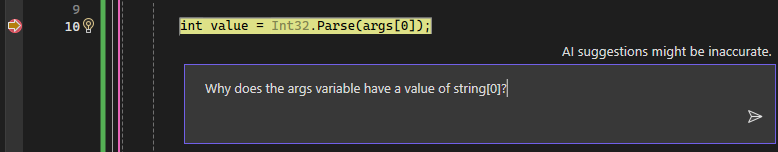 9
10
int value = Int32.Parse(args[0]);
AI suggestions might be inaccurate.
Why does the args variable have a value of string[0]?